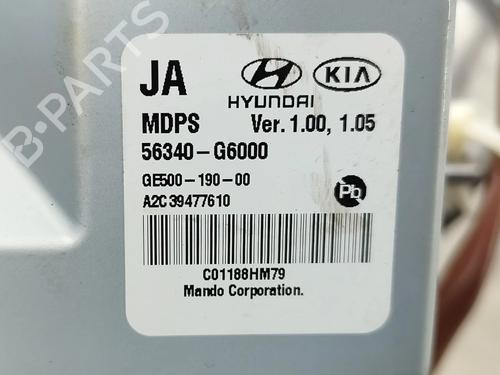 B-PARTS
JA
HYUNDAI
KIA
MDPS Ver. 1.00, 1.05
56340-G6000
GE500-190-00
A2C39477610
Pb
C01188HM79
Mando Corporation.